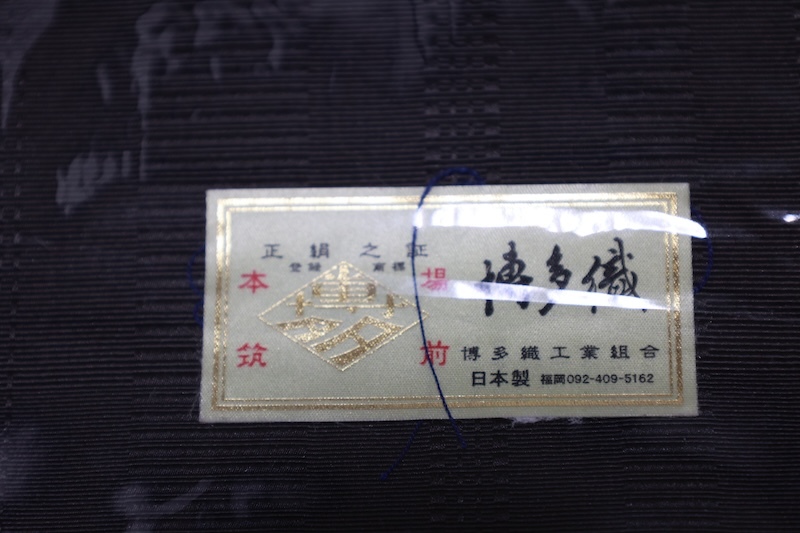 正絹之証
登録 商標
本場
筑前
博多織
博多織工業組合
日本製 福岡092-409-5162